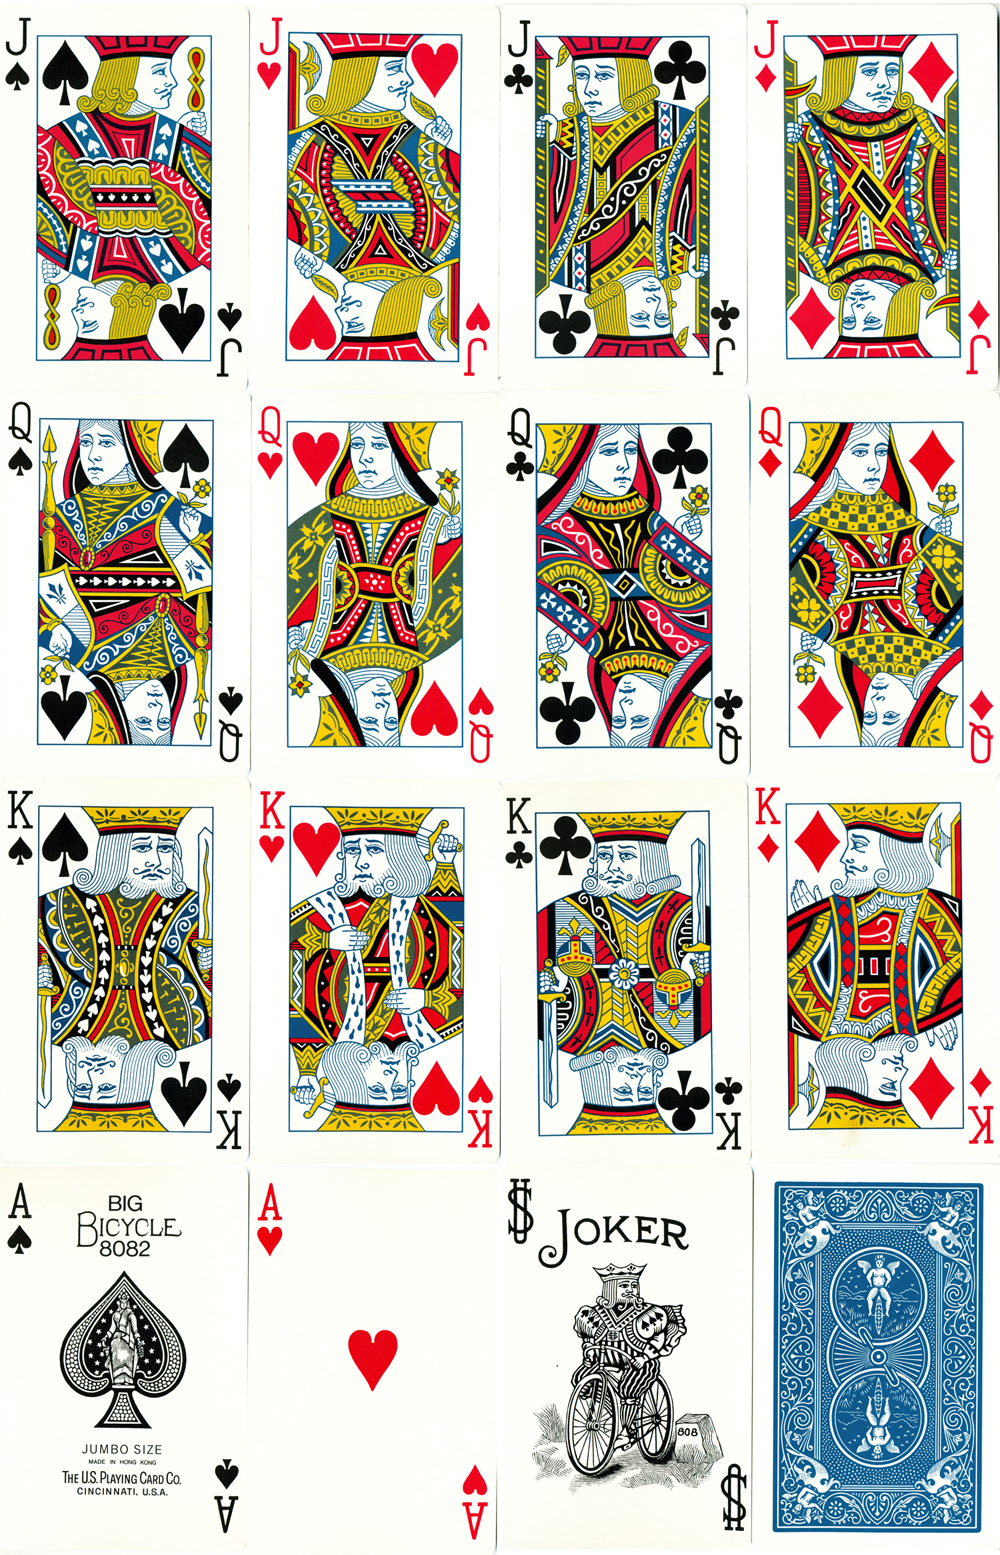 J
J
J
J
J
J
J
J
Q
Q
Q
Q
Q
Q
Q
Q
K
K
K
K
K
K
K
K
A
BIG
BICYCLE
8082
JUMBO SIZE
MADE IN HONG KONG
THE U.S. PLAYING CARD CO.
CINCINNATI, U.S.A.
A
A
A
JOKER
808